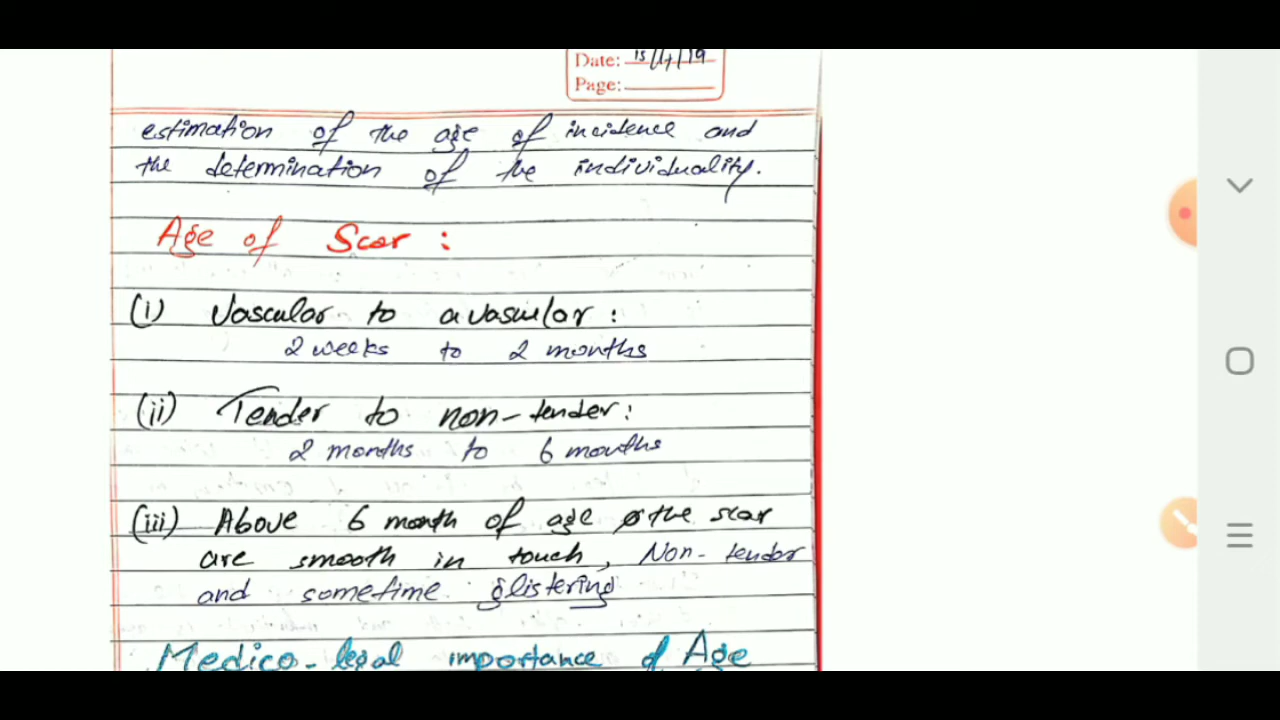 Date: 15/17/19
Page:
estimation of the age of incidence and
the determination of the individuality.
Age of Scar :
(i) Vascular to avascular :
2 weeks to 2 months
(ii) Tender to non-tender :
2 months to 6 months
(iii) Above 6 month of age the scar
are smooth in touch, Non-tender
and sometime glistering
Medico-legal importance of Age